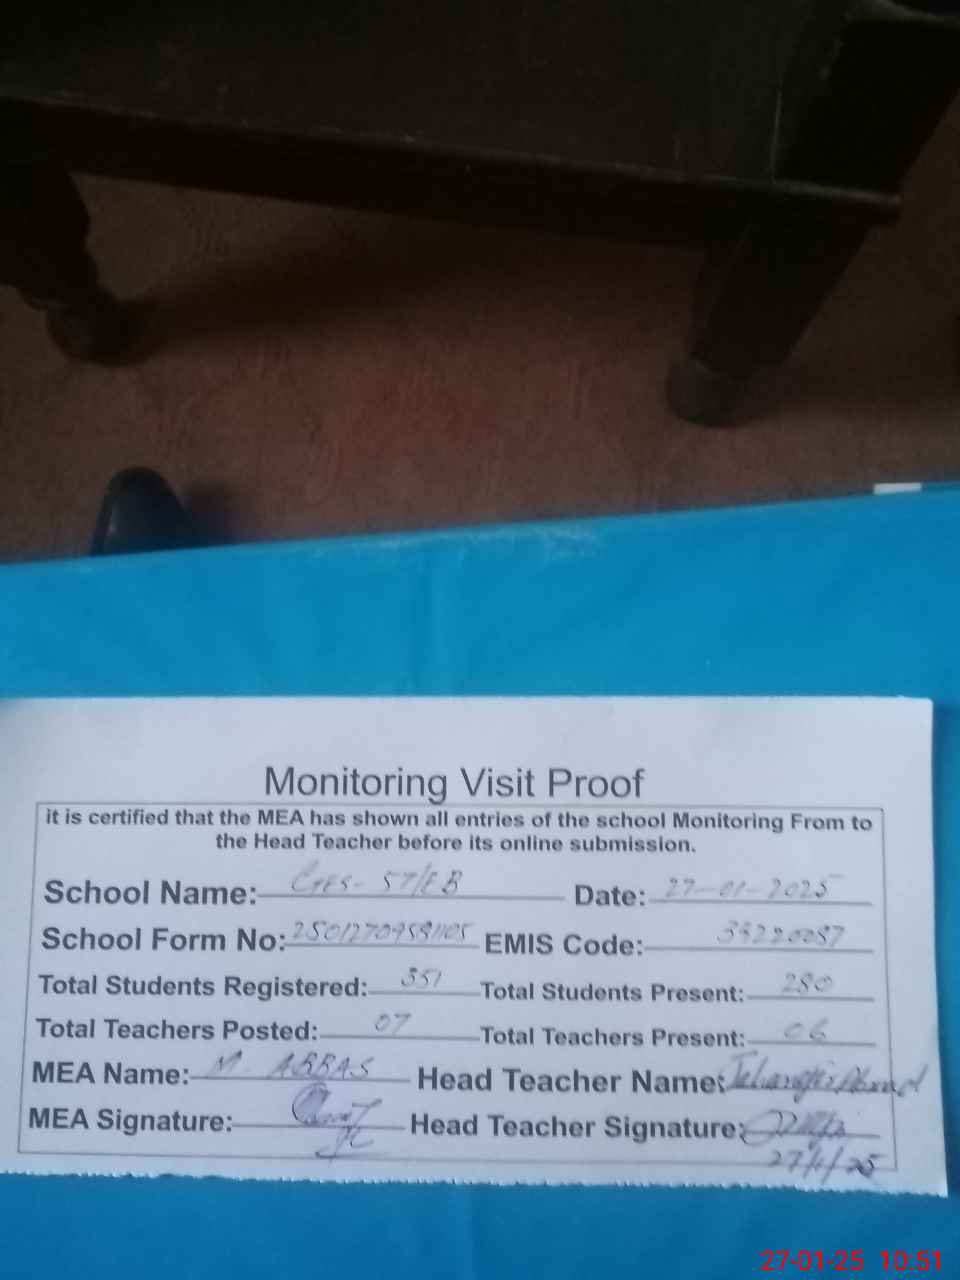 Monitoring Visit Proof
it is certified that the MEA has shown all entries of the school Monitoring From to
the Head Teacher before its online submission.
School Name: GES- 57/EB Date: 27-01-2025
School Form No: EMIS Code:
Total Students Registered: 351 Total Students Present: 280
Total Teachers Posted: 07 Total Teachers Present: 06
MEA Name: M. ABBAS Head Teacher Name: Jehangir Ahmad
MEA Signature: Head Teacher Signature:
27/1/25
27-01-25 10:51